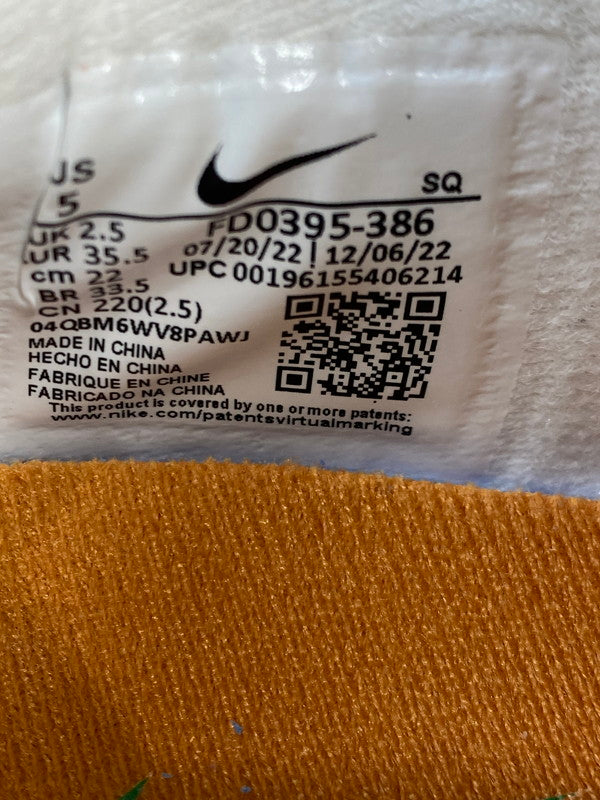 US SQ
5 FD0395-386
UK 2.5 07/20/22 | 12/06/22
EUR 35.5 UPC 00196155406214
cm 22
BR 33.5
CN 220(2.5)
04QBM6WV8PAWJ
MADE IN CHINA
HECHO EN CHINA
FABRIQUE EN CHINE
FABRICADO NA CHINA
This product is covered by one or more patents:
www.nike.com/patentsvirtualmarking